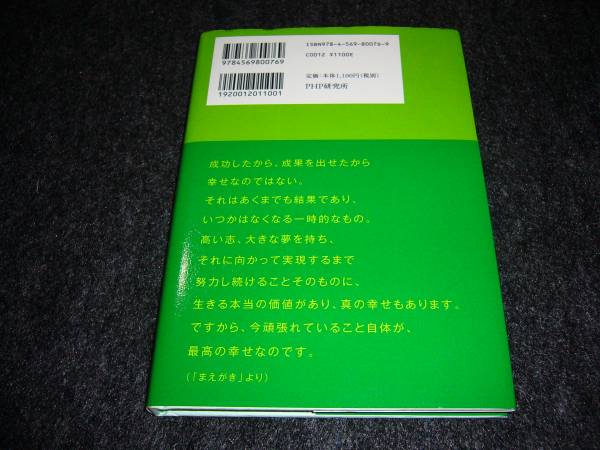 ISBN978-4-569-80076-9
C0012 ¥1100E
定価:本体1,100円(税別)
PHP研究所
9784569800769
1920012011001
成功したから、成果を出せたから
幸せなのではない。
それはあくまでも結果であり、
いつかはなくなる一時的なもの。
高い志、大きな夢を持ち、
それに向かって実現するまで
努力し続けることそのものに、
生きる本当の価値があり、真の幸せもあります。
ですから、今頑張れていること自体が、
最高の幸せなのです。
(「まえがき」より)